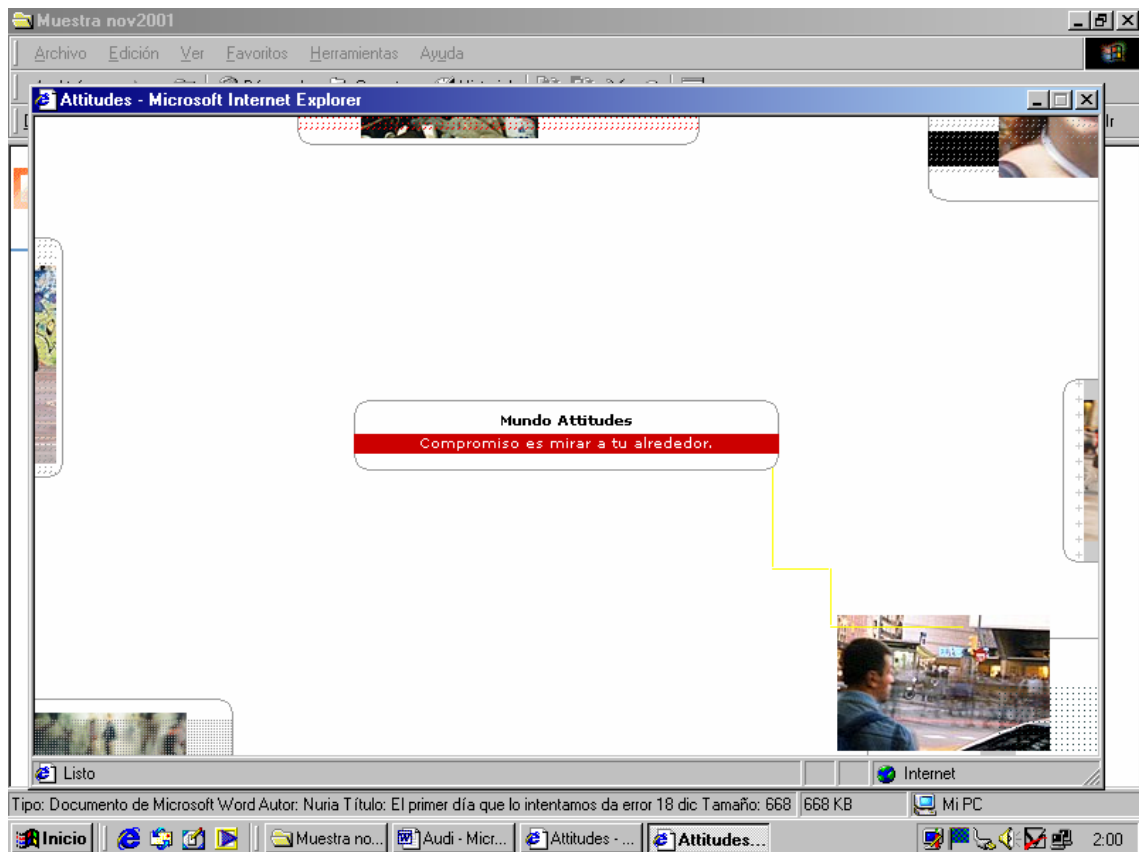 Muestra nov2001
Archivo Edición Ver Favoritos Herramientas Ayuda
Attitudes - Microsoft Internet Explorer
Ir
Mundo Attitudes
Compromiso es mirar a tu alrededor.
Listo
Internet
Tipo: Documento de Microsoft Word Autor: Nuria Título: El primer día que lo intentamos da error 18 dic Tamaño: 668
668 KB
Mi PC
Inicio
Muestra no...
Audi - Micr...
Attitudes - ...
Attitudes...
2:00